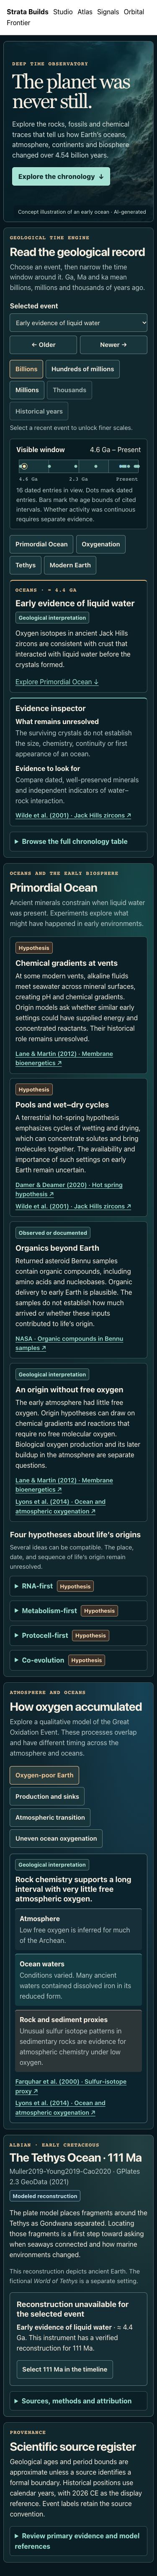 Strata Builds Studio Atlas Signals Orbital
Frontier
DEEP TIME OBSERVATORY
The planet was
never still.
Explore the rocks, fossils and chemical
traces that tell us how Earth's oceans,
atmosphere, continents and biosphere
changed over 4.54 billion years.
Explore the chronology ↓
Concept illustration of an early ocean · AI-generated
GEOLOGICAL TIME ENGINE
Read the geological record
Choose an event, then narrow the time
window around it. Ga, Ma and ka mean
billions, millions and thousands of years ago.
Selected event
Early evidence of liquid water
← Older
Newer →
Billions
Hundreds of millions
Millions
Thousands
Historical years
Select a recent event to unlock finer scales.
Visible window 4.6 Ga – Present
4.6 Ga 2.3 Ga Present
16 dated entries in view. Dots mark dated
entries. Bars mark the age bounds of cited
intervals. Whether activity was continuous
requires separate evidence.
Primordial Ocean
Oxygenation
Tethys
Modern Earth
OCEANS · ≈ 4.4 GA
Early evidence of liquid water
Geological interpretation
Oxygen isotopes in ancient Jack Hills
zircons are consistent with crust that
interacted with liquid water before the
crystals formed.
Explore Primordial Ocean ↓
Evidence inspector
What remains unresolved
The surviving crystals do not establish
the size, chemistry, continuity or first
appearance of an ocean.
Evidence to look for
Compare dated, well-preserved minerals
and independent indicators of water–
rock interaction.
Wilde et al. (2001) · Jack Hills zircons ↗
▸ Browse the full chronology table
OCEANS AND THE EARLY BIOSPHERE
Primordial Ocean
Ancient minerals constrain when liquid water
was present. Experiments explore what might
have happened in early environments.
Hypothesis
Chemical gradients at vents
At some modern vents, alkaline fluids
meet seawater across mineral surfaces,
creating pH and chemical gradients.
Origin models ask whether similar early
settings could have supplied energy and
concentrated reactants. Their historical
role remains unresolved.
Lane & Martin (2012) · Membrane
bioenergetics ↗
Hypothesis
Pools and wet–dry cycles
A terrestrial hot-spring hypothesis
emphasizes cycles of wetting and drying,
which can concentrate solutes and bring
molecules together. The availability and
importance of such settings on early
Earth remain uncertain.
Damer & Deamer (2020) · Hot spring
hypothesis ↗
Wilde et al. (2001) · Jack Hills zircons ↗
Observed or documented
Organics beyond Earth
Returned asteroid Bennu samples
contain organic compounds, including
amino acids and nucleobases. Organic
delivery to early Earth is plausible. The
samples do not establish how much
arrived or whether these inputs
contributed to life's origin.
NASA · Organic compounds in Bennu
samples ↗
Geological interpretation
An origin without free oxygen
The early atmosphere had little free
oxygen. Origin hypotheses can draw on
chemical settings that require no free
molecular oxygen. Biological oxygen
production and its later buildup in the
atmosphere are separate questions.
Lane & Martin (2012) · Membrane
bioenergetics ↗
Lyons et al. (2014) · Ocean and
atmospheric oxygenation ↗
Four hypotheses about life's origins
Several ideas can be compatible. The place,
date, and sequence of life's origin remain
unresolved.
▸ RNA-first Hypothesis
▸ Metabolism-first Hypothesis
▸ Protocell-first Hypothesis
▸ Co-evolution Hypothesis
ATMOSPHERE AND OCEANS
How oxygen accumulated
Explore a qualitative model of the Great
Oxidation Event. These processes overlap
and have different timing across the
atmosphere and oceans.
Oxygen-poor Earth
Production and sinks
Atmospheric transition
Uneven ocean oxygenation
Geological interpretation
Rock chemistry supports a long
interval with very little free
atmospheric oxygen.
Atmosphere
Low free oxygen is inferred for much
of the Archean.
Ocean waters
Conditions varied. Many ancient
waters contained dissolved iron in its
reduced form.
Rock and sediment proxies
Unusual sulfur isotope patterns in
sedimentary rocks are evidence for
atmospheric chemistry under low
oxygen.
Farquhar et al. (2000) · Sulfur-isotope
proxy ↗
Lyons et al. (2014) · Ocean and
atmospheric oxygenation ↗
ALBIAN · EARLY CRETACEOUS
The Tethys Ocean · 111 Ma
Muller2019-Young2019-Cao2020 · GPlates
2.3 GeoData (2021)
Modeled reconstruction
The plate model places fragments around the
Tethys as Gondwana separated. Locating
those fragments is a first step toward asking
when seaways connected and how marine
environments changed.
This reconstruction depicts ancient Earth. The
fictional World of Tethys is a separate setting.
Reconstruction unavailable for
the selected event
Early evidence of liquid water · ≈ 4.4
Ga. This instrument has a verified
reconstruction for 111 Ma.
Select 111 Ma in the timeline
▸ Sources, methods and attribution
PROVENANCE
Scientific source register
Geological ages and period bounds are
approximate unless a source identifies a
formal boundary. Historical positions use
calendar years, with 2026 CE as the display
reference. Event labels retain the source
convention.
▸ Review primary evidence and model
references